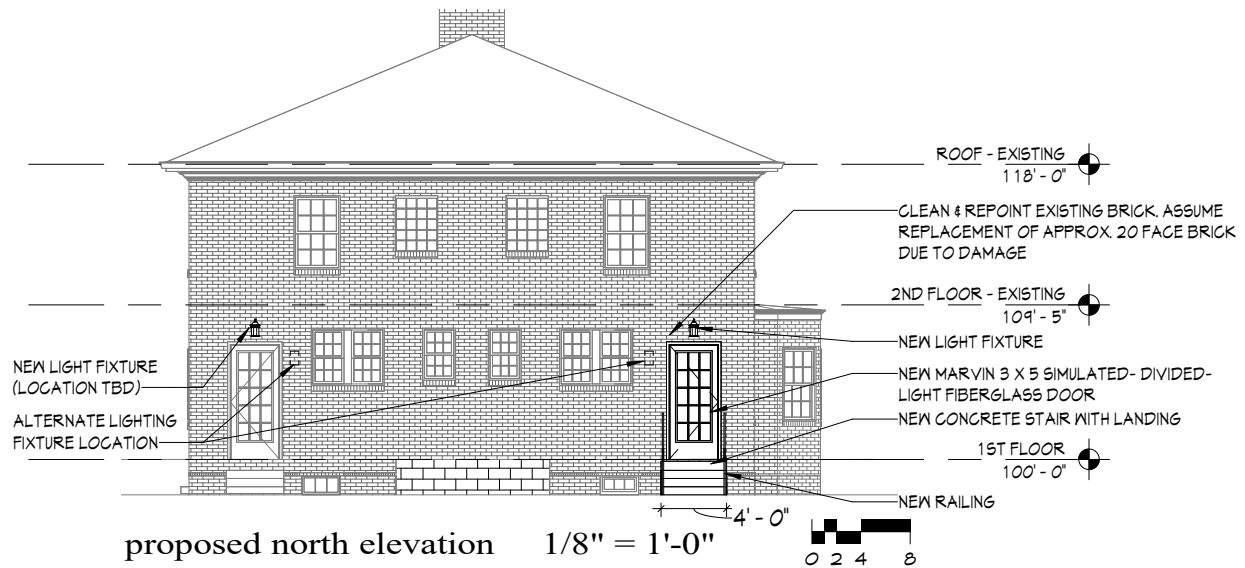 ROOF - EXISTING
118' - 0"
CLEAN & REPOINT EXISTING BRICK. ASSUME
REPLACEMENT OF APPROX. 20 FACE BRICK
DUE TO DAMAGE
2ND FLOOR - EXISTING
109' - 5"
NEW LIGHT FIXTURE
NEW LIGHT FIXTURE
(LOCATION TBD)
NEW MARVIN 3 X 5 SIMULATED- DIVIDED-
LIGHT FIBERGLASS DOOR
ALTERNATE LIGHTING
FIXTURE LOCATION
NEW CONCRETE STAIR WITH LANDING
1ST FLOOR
100' - 0"
NEW RAILING
4' - 0"
proposed north elevation 1/8" = 1'-0"
0 2 4 8